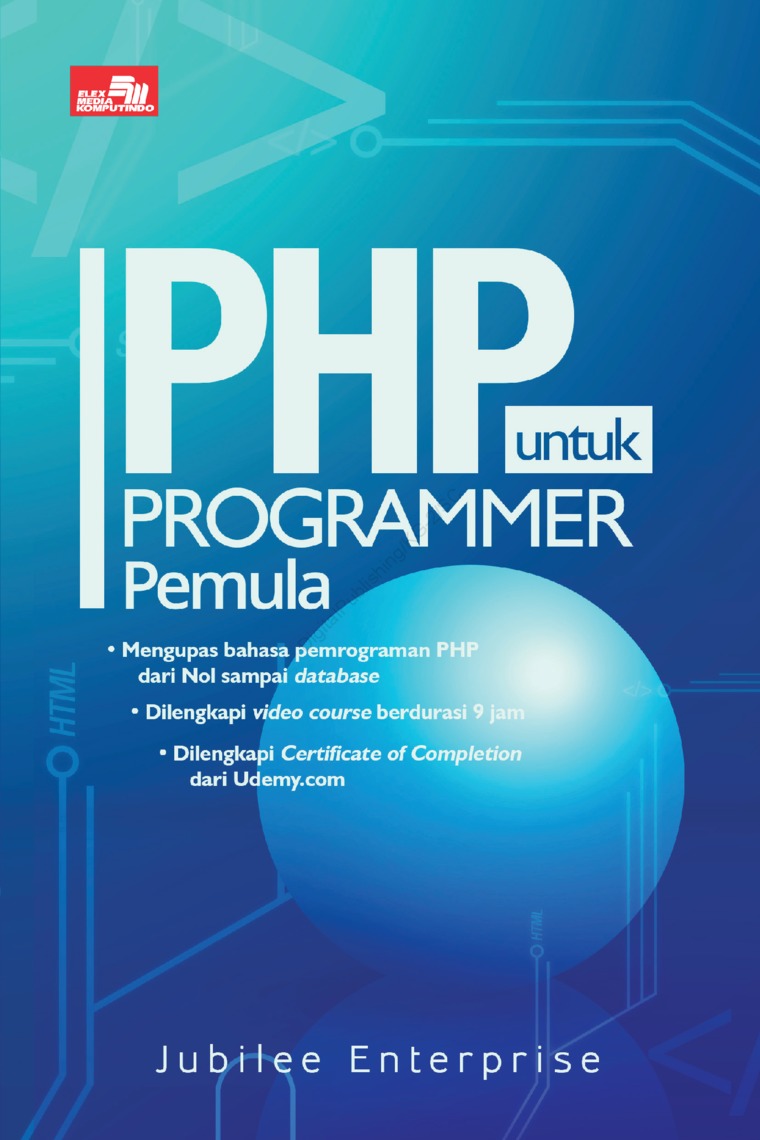 ELEX
MEDIA
KOMPUTINDO
</>
</>
PHP
untuk
PROGRAMMER
Pemula
• Mengupas bahasa pemrograman PHP
dari Nol sampai database
• Dilengkapi video course berdurasi 9 jam
• Dilengkapi Certificate of Completion
dari Udemy.com
HTML
</>
HTML
Jubilee Enterprise